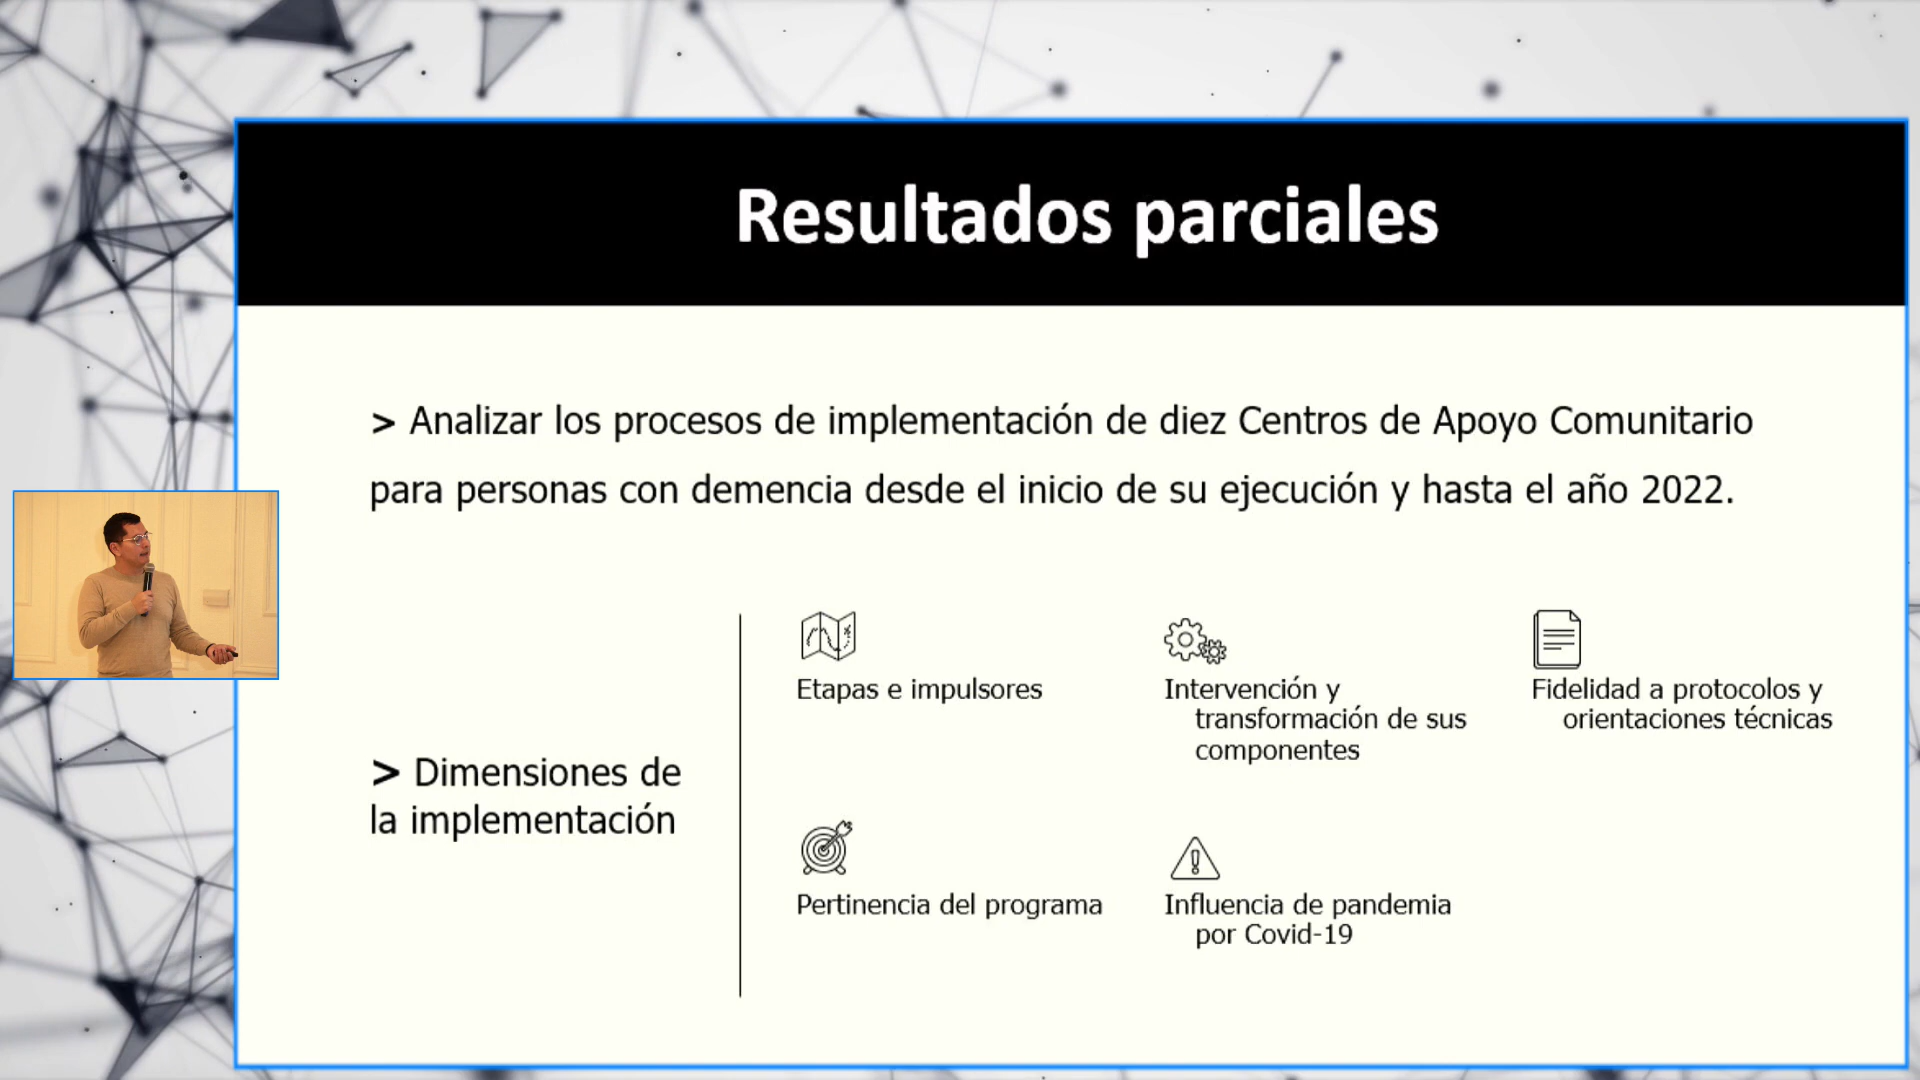 Resultados parciales
> Analizar los procesos de implementación de diez Centros de Apoyo Comunitario
para personas con demencia desde el inicio de su ejecución y hasta el año 2022.
> Dimensiones de
la implementación
Etapas e impulsores
Intervención y
transformación de sus
componentes
Fidelidad a protocolos y
orientaciones técnicas
Pertinencia del programa
Influencia de pandemia
por Covid-19